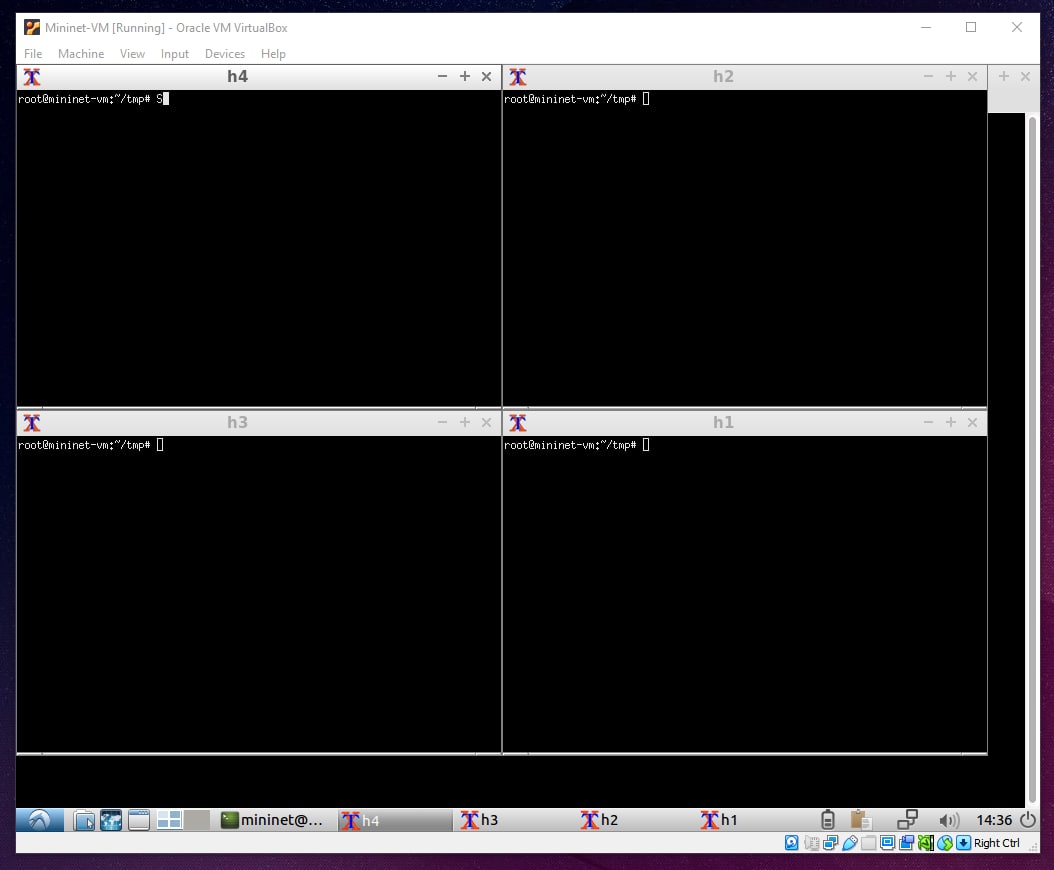 Mininet-VM [Running] - Oracle VM VirtualBox
File Machine View Input Devices Help
h4
root@mininet-vm:~/tmp# S
h2
root@mininet-vm:~/tmp#
h3
root@mininet-vm:~/tmp#
h1
root@mininet-vm:~/tmp#
mininet@... h4 h3 h2 h1 14:36
Right Ctrl